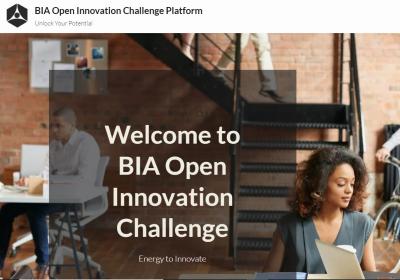 BIA Open Innovation Challenge Platform
Unlock Your Potential
Welcome to
BIA Open
Innovation
Challenge
Energy to Innovate